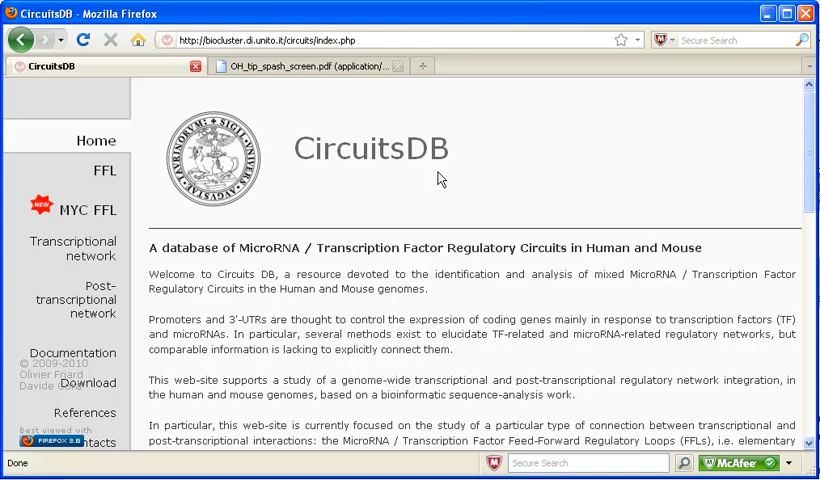 CircuitsDB - Mozilla Firefox
http://biocluster.di.unito.it/circuits/index.php
Secure Search
CircuitsDB
OH_tip_spash_screen.pdf (application/...
Home
FFL
NEW
MYC FFL
Transcriptional
network
Post-
transcriptional
network
Documentation
© 2009-2010
Olivier Friard
Davide
Download
References
Best viewed with
FIREFOX 3.6
ntacts
CircuitsDB
A database of MicroRNA / Transcription Factor Regulatory Circuits in Human and Mouse
Welcome to Circuits DB, a resource devoted to the identification and analysis of mixed MicroRNA / Transcription Factor
Regulatory Circuits in the Human and Mouse genomes.
Promoters and 3'-UTRs are thought to control the expression of coding genes mainly in response to transcription factors (TF)
and microRNAs. In particular, several methods exist to elucidate TF-related and microRNA-related regulatory networks, but
comparable information is lacking to explicitly connect them.
This web-site supports a study of a genome-wide transcriptional and post-transcriptional regulatory network integration, in
the human and mouse genomes, based on a bioinformatic sequence-analysis work.
In particular, this web-site is currently focused on the study of a particular type of connection between transcriptional and
post-transcriptional interactions: the MicroRNA / Transcription Factor Feed-Forward Regulatory Loops (FFLs), i.e. elementary
Done
Secure Search
McAfee